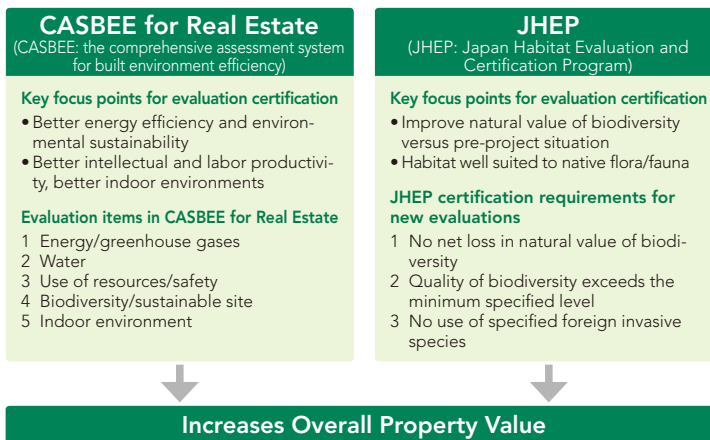 CASBEE for Real Estate
(CASBEE: the comprehensive assessment system
for built environment efficiency)
Key focus points for evaluation certification
• Better energy efficiency and environ-
mental sustainability
• Better intellectual and labor productivi-
ty, better indoor environments
Evaluation items in CASBEE for Real Estate
1 Energy/greenhouse gases
2 Water
3 Use of resources/safety
4 Biodiversity/sustainable site
5 Indoor environment
JHEP
(JHEP: Japan Habitat Evaluation and
Certification Program)
Key focus points for evaluation certification
• Improve natural value of biodiversity
versus pre-project situation
• Habitat well suited to native flora/fauna
JHEP certification requirements for
new evaluations
1 No net loss in natural value of biodi-
versity
2 Quality of biodiversity exceeds the
minimum specified level
3 No use of specified foreign invasive
species
Increases Overall Property Value